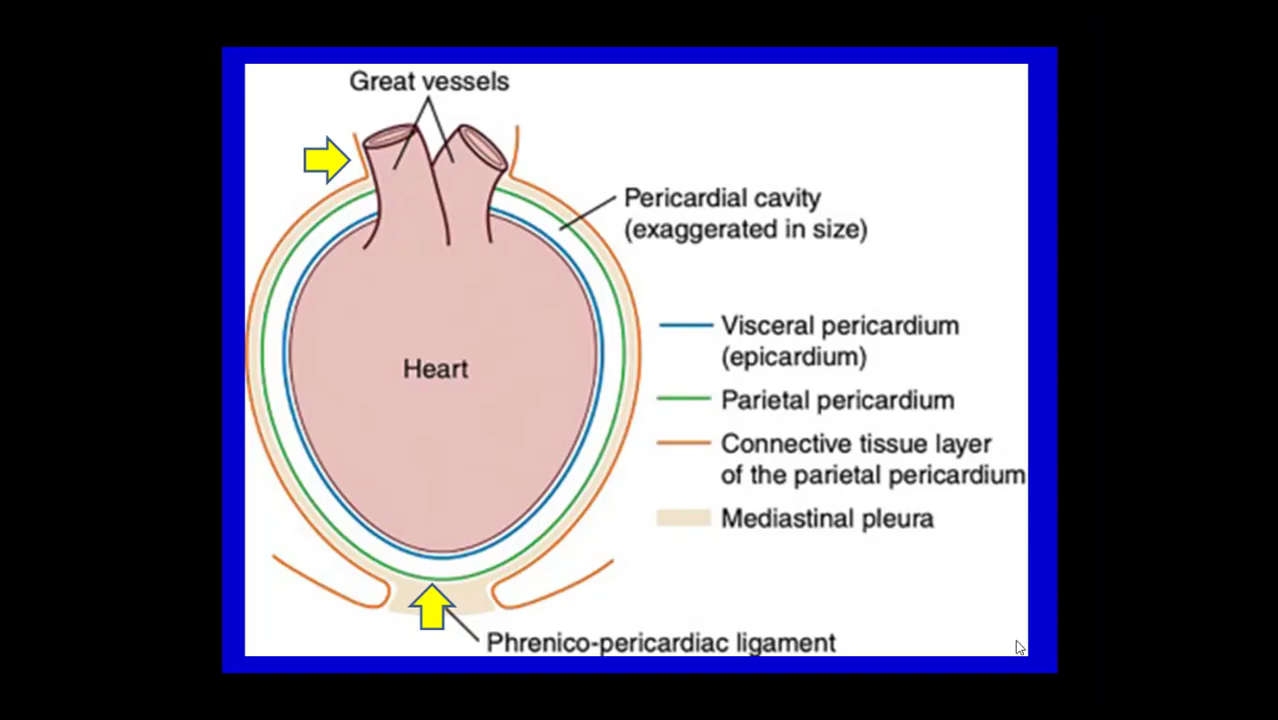 Great vessels
Pericardial cavity
(exaggerated in size)
Visceral pericardium
(epicardium)
Heart
Parietal pericardium
Connective tissue layer
of the parietal pericardium
Mediastinal pleura
Phrenico-pericardiac ligament